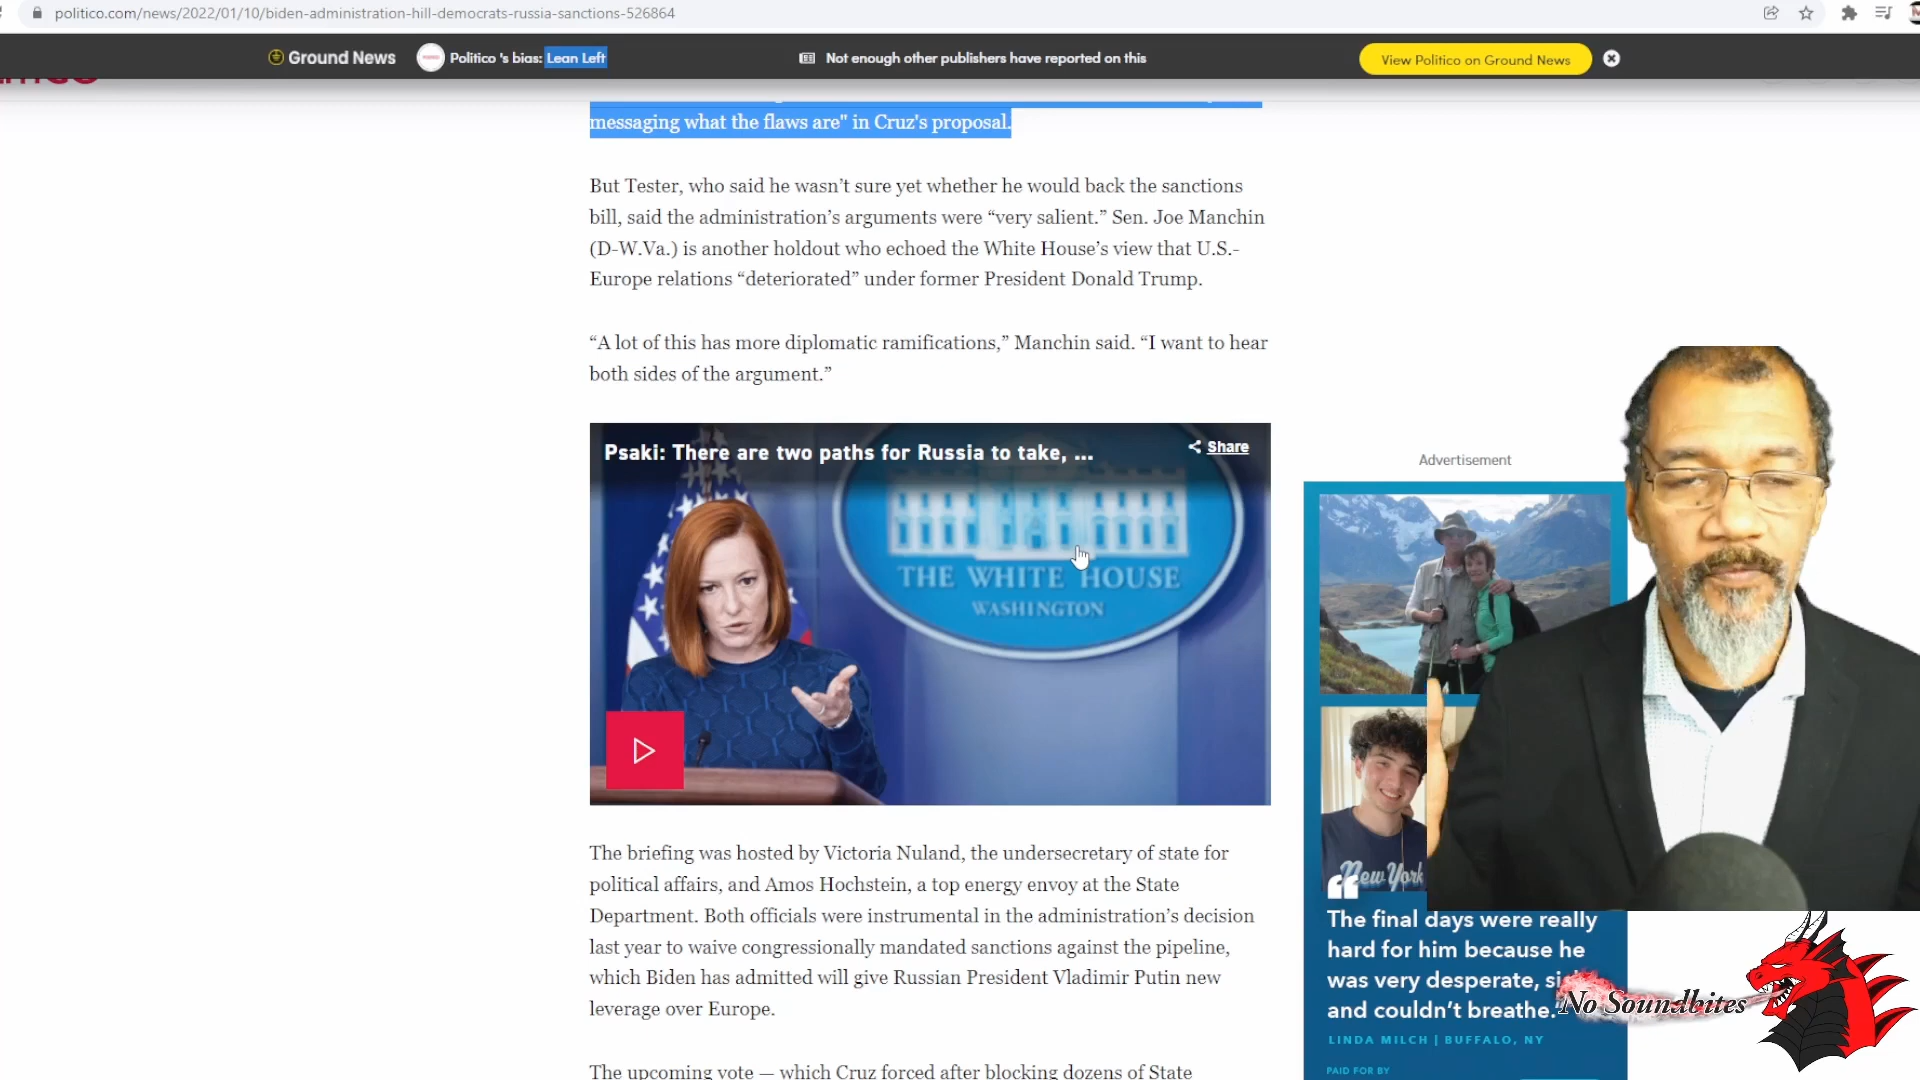 politico.com/news/2022/01/10/biden-administration-hill-democrats-russia-sanctions-526864
Ground News
Politico 's bias: Lean Left
Not enough other publishers have reported on this
View Politico on Ground News
messaging what the flaws are" in Cruz's proposal.
But Tester, who said he wasn’t sure yet whether he would back the sanctions
bill, said the administration’s arguments were “very salient.” Sen. Joe Manchin
(D-W.Va.) is another holdout who echoed the White House’s view that U.S.-
Europe relations “deteriorated” under former President Donald Trump.
“A lot of this has more diplomatic ramifications,” Manchin said. “I want to hear
both sides of the argument.”
Psaki: There are two paths for Russia to take, ...
Share
THE WHITE HOUSE
WASHINGTON
The briefing was hosted by Victoria Nuland, the undersecretary of state for
political affairs, and Amos Hochstein, a top energy envoy at the State
Department. Both officials were instrumental in the administration’s decision
last year to waive congressionally mandated sanctions against the pipeline,
which Biden has admitted will give Russian President Vladimir Putin new
leverage over Europe.
The upcoming vote — which Cruz forced after blocking dozens of State
Advertisement
New York
“
The final days were really
hard for him because he
was very desperate,
and couldn’t breathe.
LINDA MILCH | BUFFALO, NY
PAID FOR BY
No Soundbites